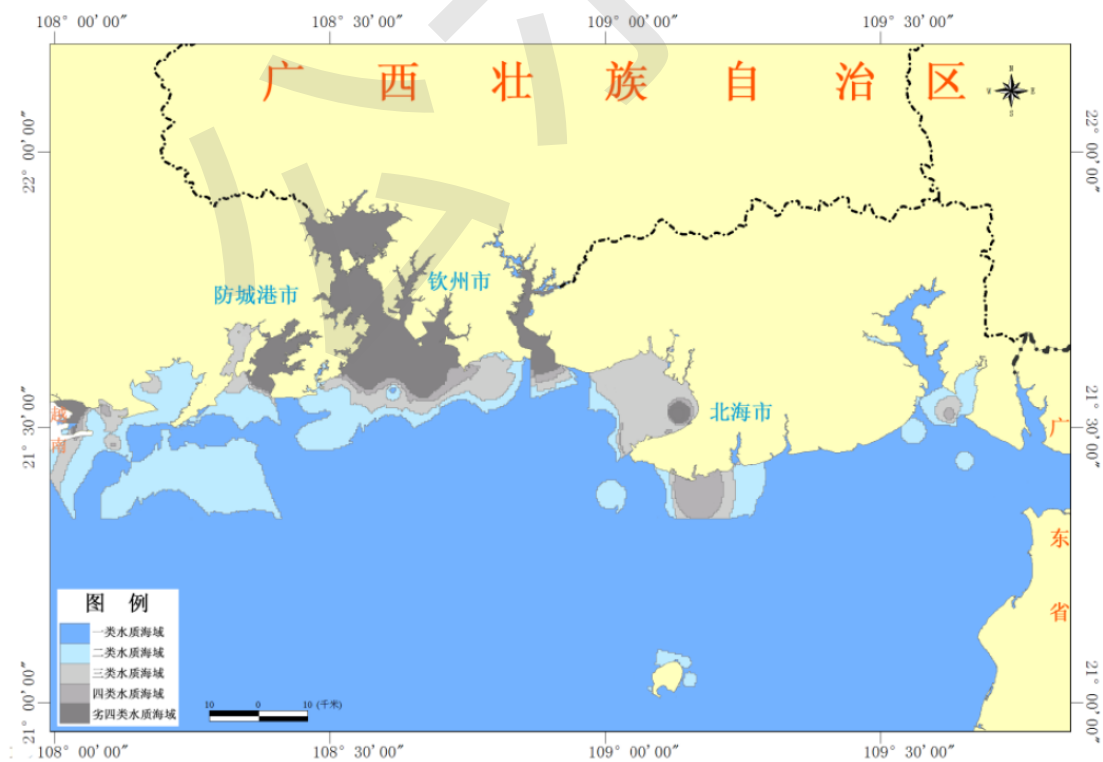 108° 00′ 00″
108° 30′ 00″
109° 00′ 00″
109° 30′ 00″
广 西 壮 族 自 治 区
N
W E
S
22° 00′ 00″
22° 00′ 00″
防城港市
钦州市
北海市
越南
21° 30′ 00″
21° 30′ 00″
广东省
图 例
一类水质海域
二类水质海域
三类水质海域
四类水质海域
劣四类水质海域
10 0 10 (千米)
21° 00′ 00″
21° 00′ 00″
108° 00′ 00″
108° 30′ 00″
109° 00′ 00″
109° 30′ 00″